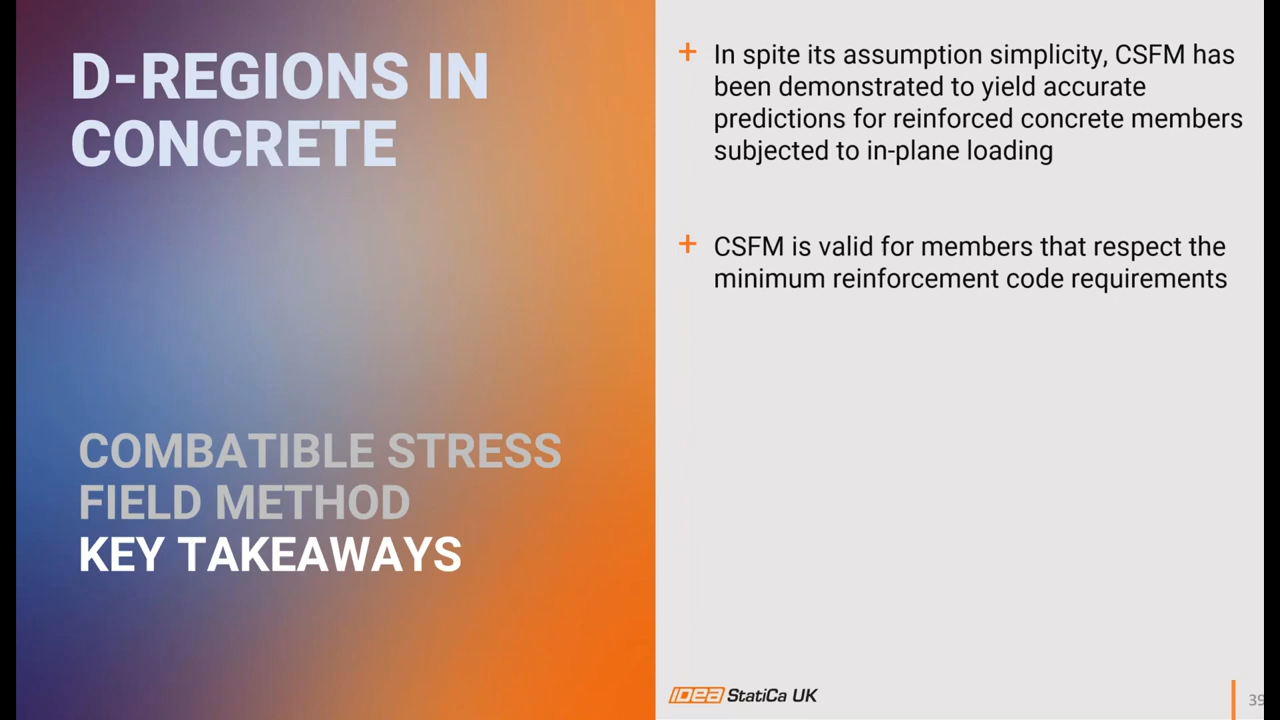 D-REGIONS IN
CONCRETE
COMBATIBLE STRESS
FIELD METHOD
KEY TAKEAWAYS
+ In spite its assumption simplicity, CSFM has
been demonstrated to yield accurate
predictions for reinforced concrete members
subjected to in-plane loading
+ CSFM is valid for members that respect the
minimum reinforcement code requirements
IDEA StatiCa UK
39